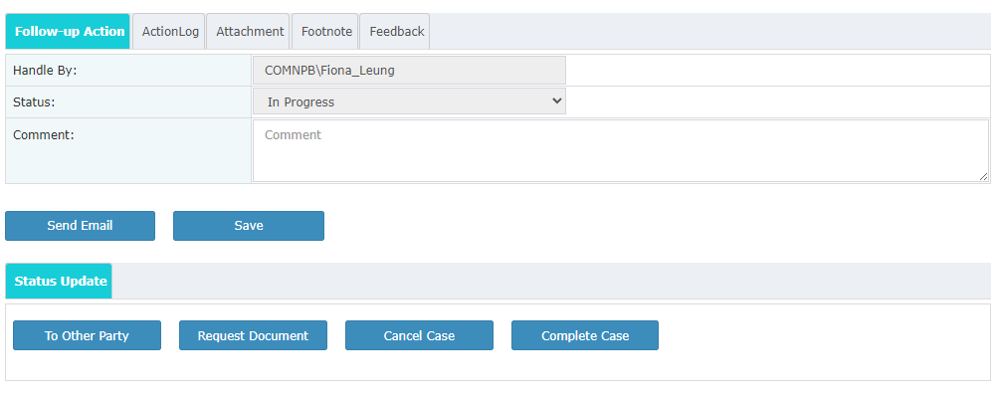 Follow-up Action ActionLog Attachment Footnote Feedback
Handle By: COMNPB\Fiona_Leung
Status: In Progress
Comment: Comment
Send Email Save
Status Update
To Other Party Request Document Cancel Case Complete Case